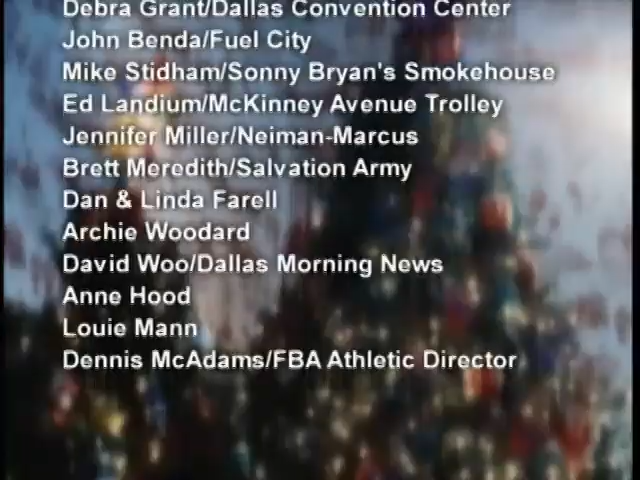 Debra Grant/Dallas Convention Center
John Benda/Fuel City
Mike Stidham/Sonny Bryan's Smokehouse
Ed Landium/McKinney Avenue Trolley
Jennifer Miller/Neiman-Marcus
Brett Meredith/Salvation Army
Dan & Linda Farell
Archie Woodard
David Woo/Dallas Morning News
Anne Hood
Louie Mann
Dennis McAdams/FBA Athletic Director